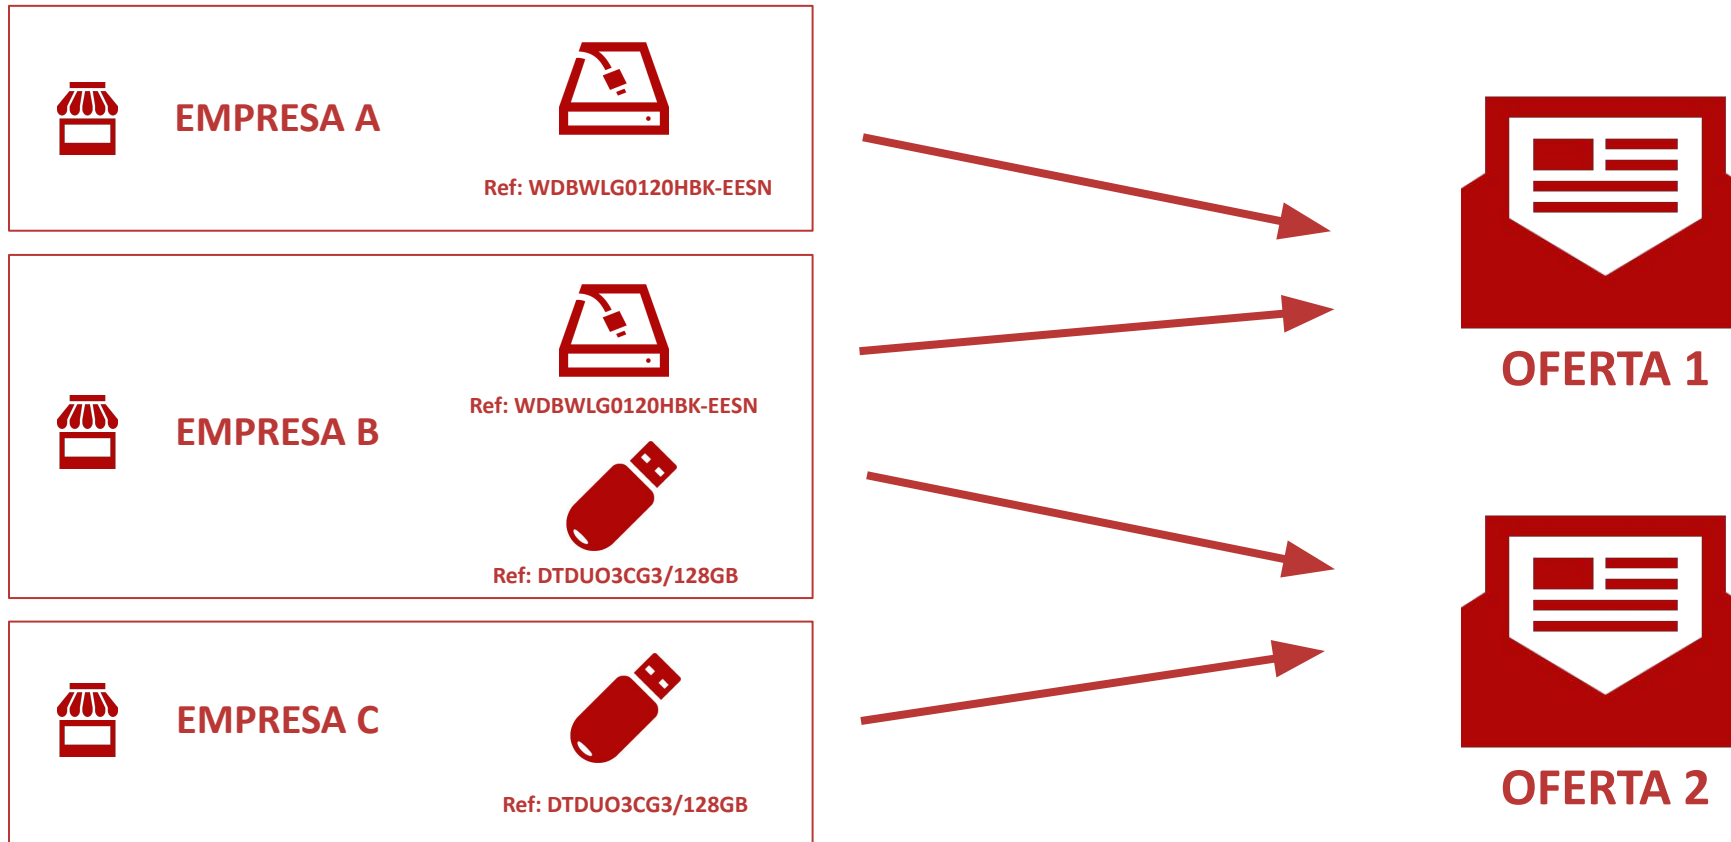 EMPRESA A
Ref: WDBWLG0120HBK-EESN
EMPRESA B
Ref: WDBWLG0120HBK-EESN
Ref: DTDUO3CG3/128GB
EMPRESA C
Ref: DTDUO3CG3/128GB
OFERTA 1
OFERTA 2